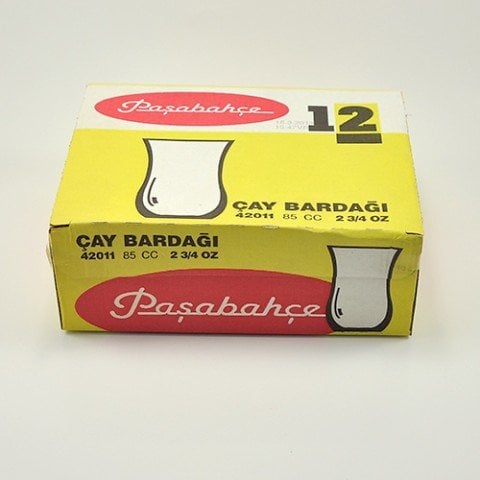 Paşabahçe
12
ÇAY BARDAĞI
42011 85 CC 2 3/4 OZ
ÇAY BARDAĞI
42011 85 CC 2 3/4 OZ
Paşabahçe